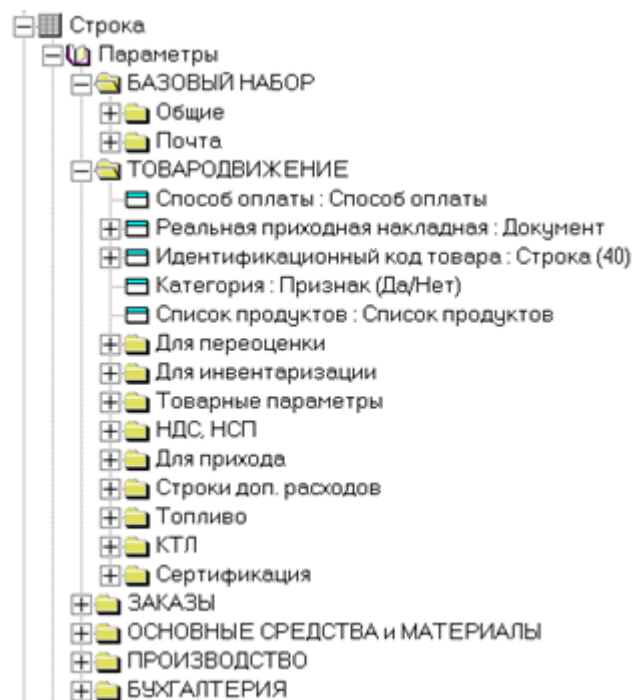 Строка
Параметры
БАЗОВЫЙ НАБОР
Общие
Почта
ТОВАРОДВИЖЕНИЕ
Способ оплаты : Способ оплаты
Реальная приходная накладная : Документ
Идентификационный код товара : Строка (40)
Категория : Признак (Да/Нет)
Список продуктов : Список продуктов
Для переоценки
Для инвентаризации
Товарные параметры
НДС, НСП
Для прихода
Строки доп. расходов
Топливо
КТЛ
Сертификация
ЗАКАЗЫ
ОСНОВНЫЕ СРЕДСТВА и МАТЕРИАЛЫ
ПРОИЗВОДСТВО
БУХГАЛТЕРИЯ